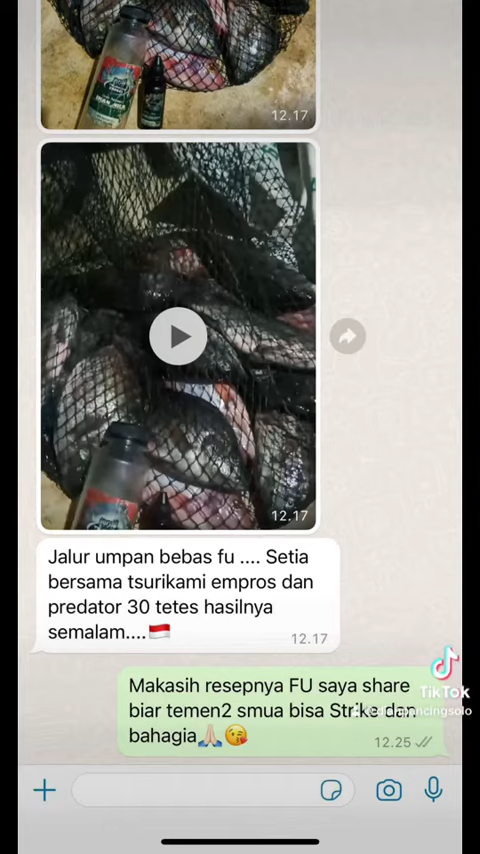 12.17
12.17
Jalur umpan bebas fu .... Setia
bersama tsurikami empros dan
predator 30 tetes hasilnya
semalam....🇮🇩
12.17
Makasih resepnya FU saya share
biar temen2 smua bisa Strike dan
bahagia🙏🏻😘
12.25
TikTok